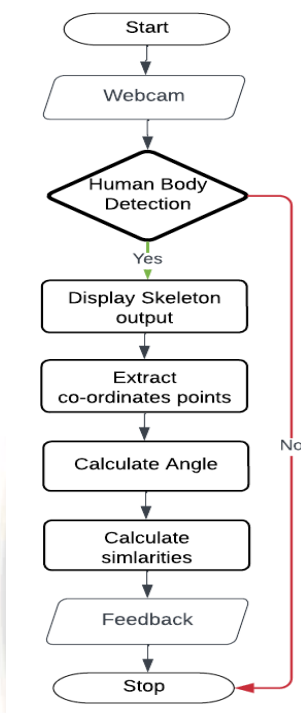 Start
Webcam
Human Body
Detection
Yes
Display Skeleton
output
Extract
co-ordinates points
No
Calculate Angle
Calculate
simlarities
Feedback
Stop